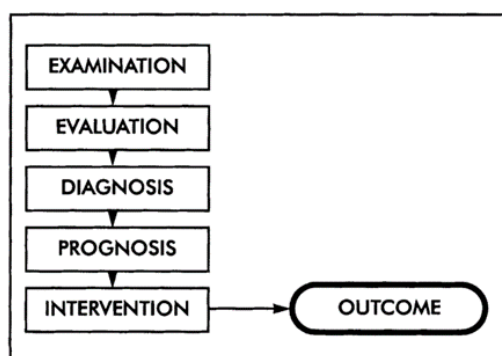 EXAMINATION
EVALUATION
DIAGNOSIS
PROGNOSIS
INTERVENTION
OUTCOME